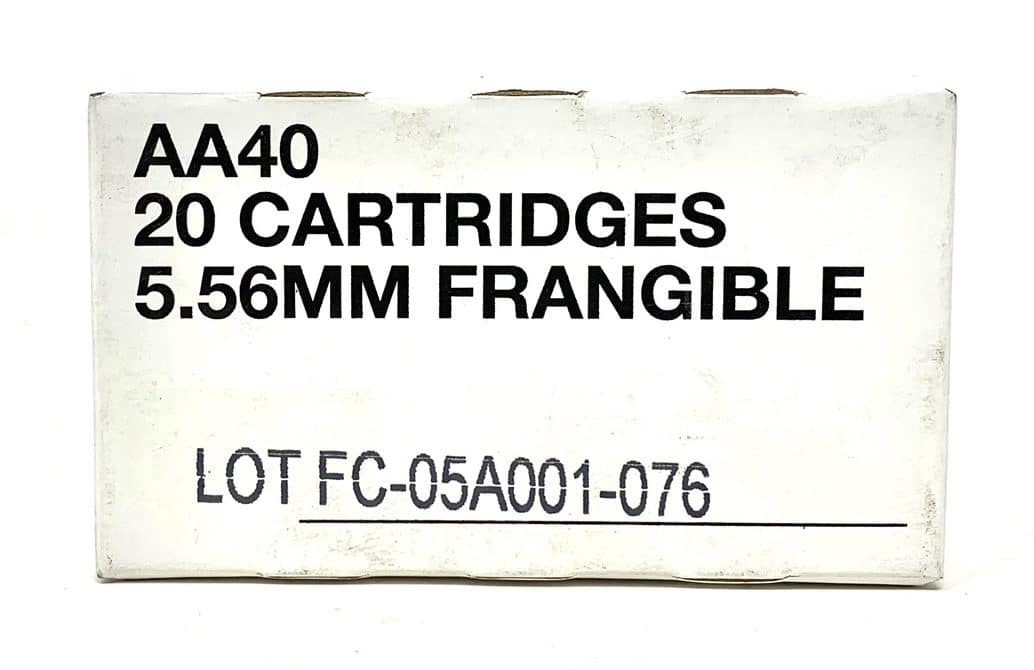 AA40
20 CARTRIDGES
5.56MM FRANGIBLE
LOT FC-05A001-076